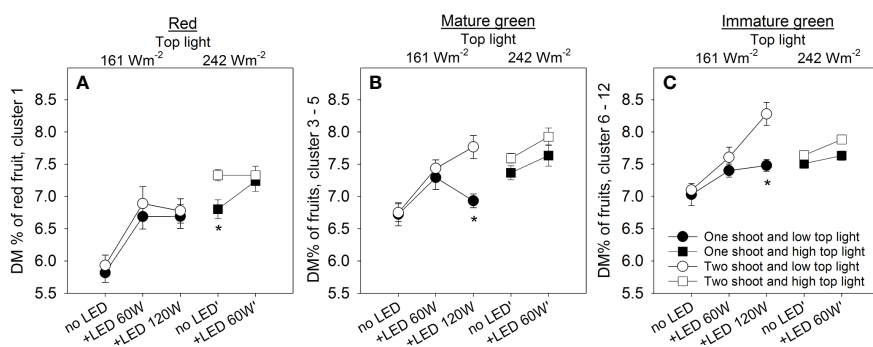 Red
Top light
161 Wm-2 242 Wm-2
A
DM % of red fruit, cluster 1
8.5
8.0
7.5
7.0
6.5
6.0
5.5
*
no LED
+LED 60W
+LED 120W
no LED'
+LED 60W'
Mature green
Top light
161 Wm-2 242 Wm-2
B
DM% of fruits, cluster 3 - 5
8.5
8.0
7.5
7.0
6.5
6.0
5.5
*
no LED
+LED 60W
+LED 120W
no LED'
+LED 60W'
Immature green
Top light
161 Wm-2 242 Wm-2
C
DM% of fruits, cluster 6 - 12
8.5
8.0
7.5
7.0
6.5
6.0
5.5
*
One shoot and low top light
One shoot and high top light
Two shoot and low top light
Two shoot and high top light
no LED
+LED 60W
+LED 120W
no LED'
+LED 60W'